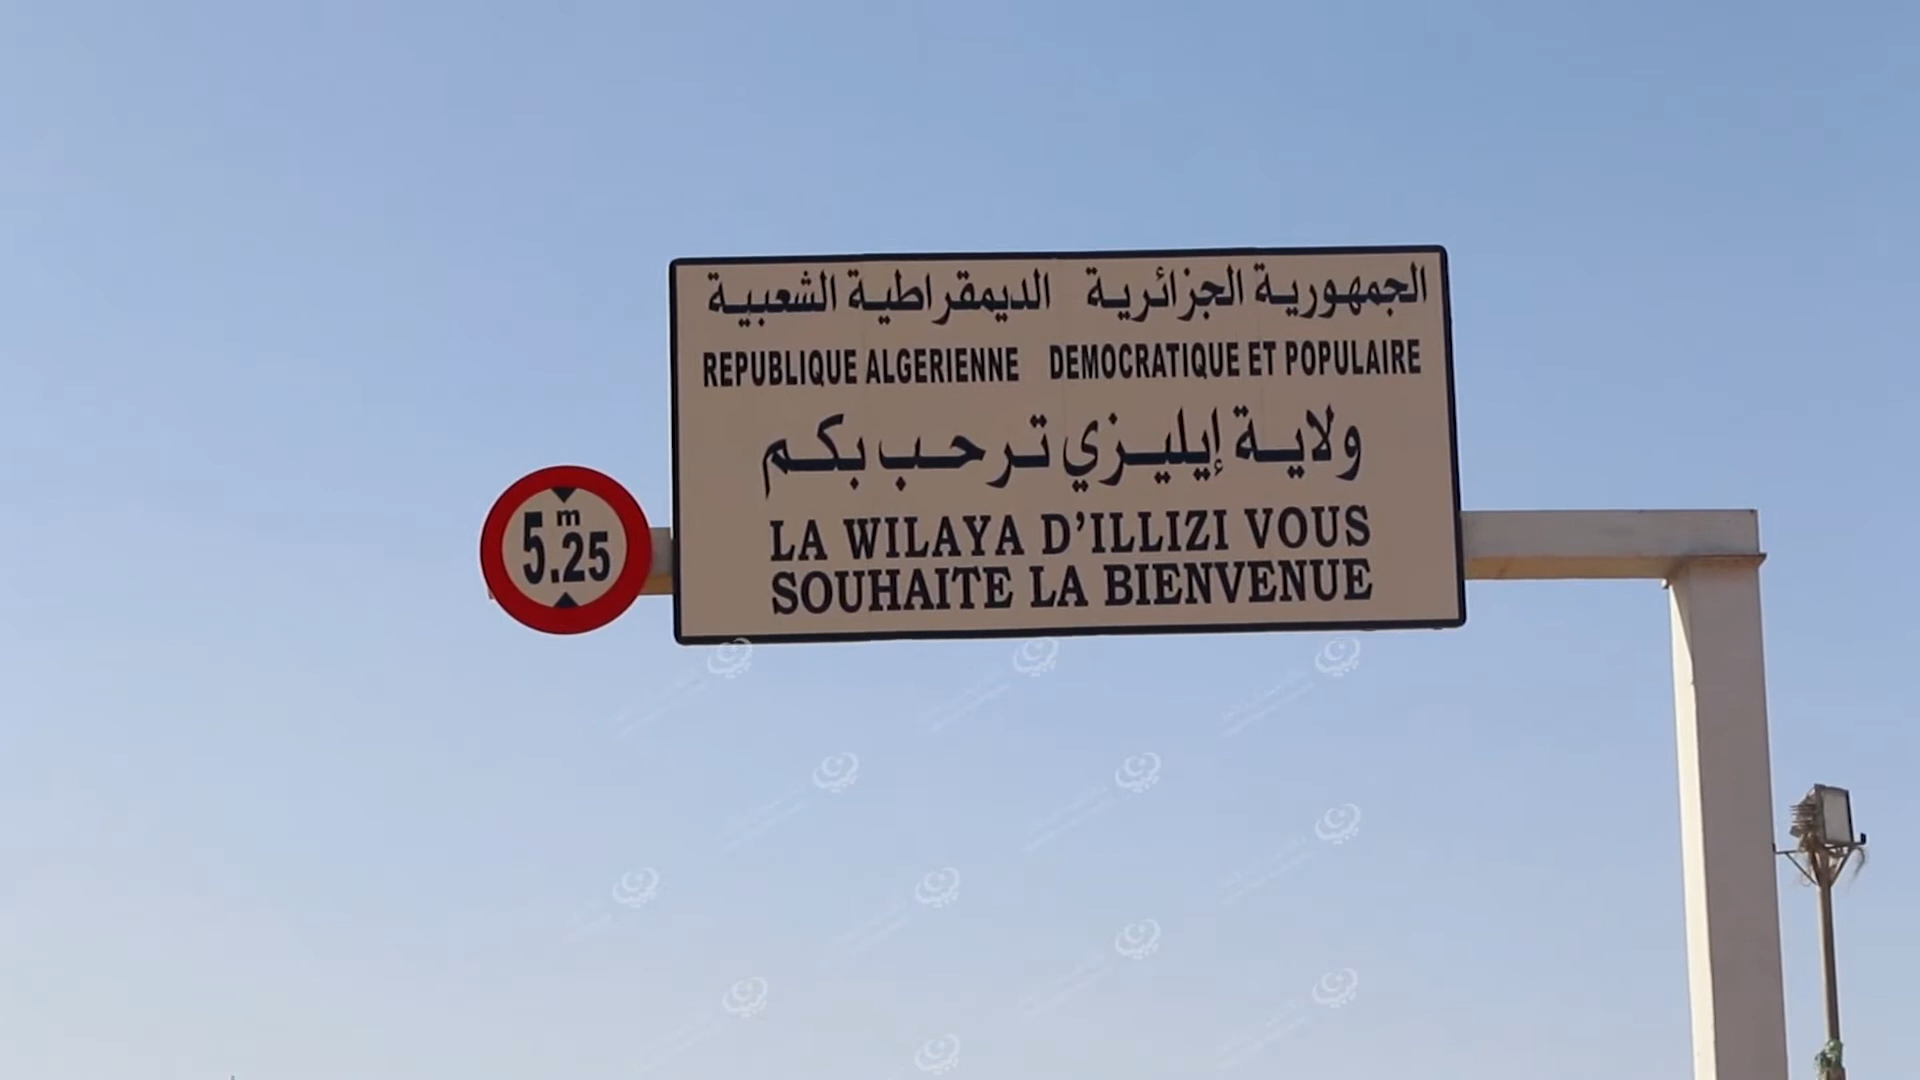 الجمهورية الجزائرية الديمقراطية الشعبية
REPUBLIQUE ALGERIENNE DEMOCRATIQUE ET POPULAIRE
ولاية إيليزي ترحب بكم
LA WILAYA D'ILLIZI VOUS
SOUHAITE LA BIENVENUE
m
5.25